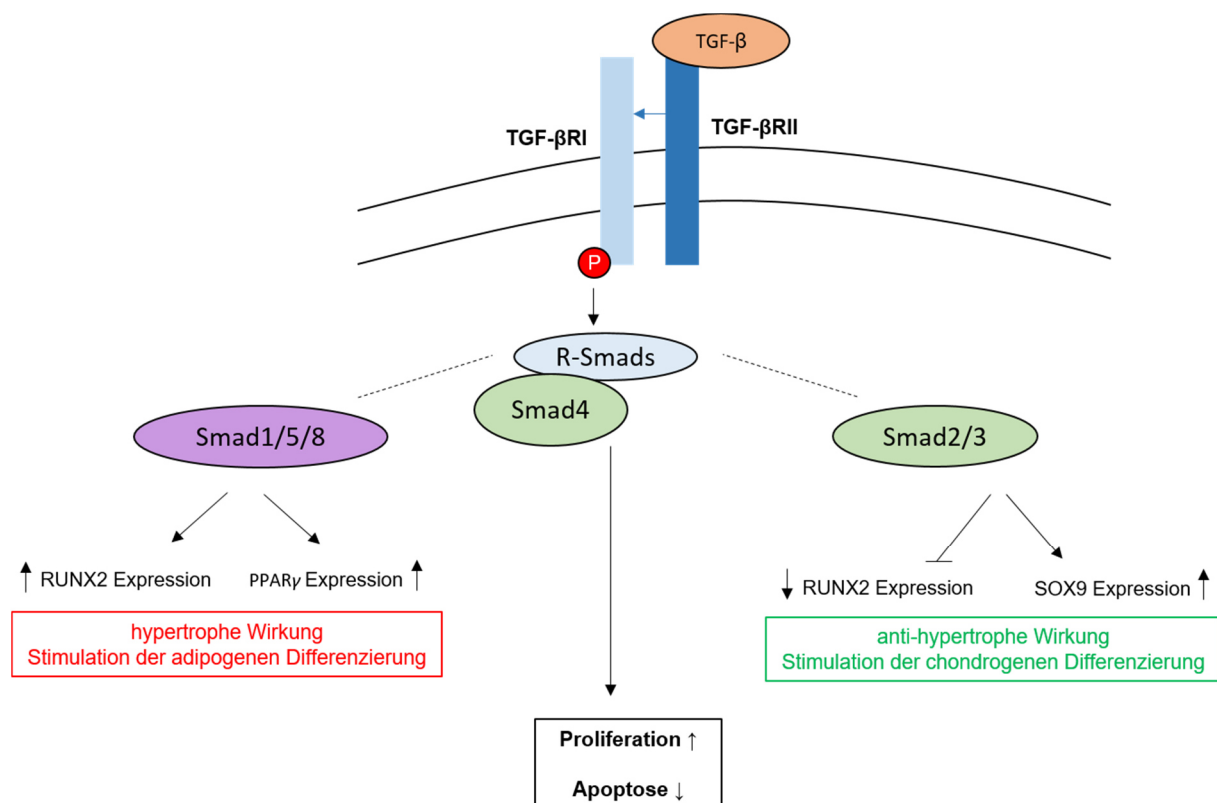 TGF-β
TGF-βRI
TGF-βRII
P
R-Smads
Smad4
Smad1/5/8
Smad2/3
↑ RUNX2 Expression
PPARγ Expression ↑
↓ RUNX2 Expression
SOX9 Expression ↑
hypertrophe Wirkung
Stimulation der adipogenen Differenzierung
anti-hypertrophe Wirkung
Stimulation der chondrogenen Differenzierung
Proliferation ↑
Apoptose ↓